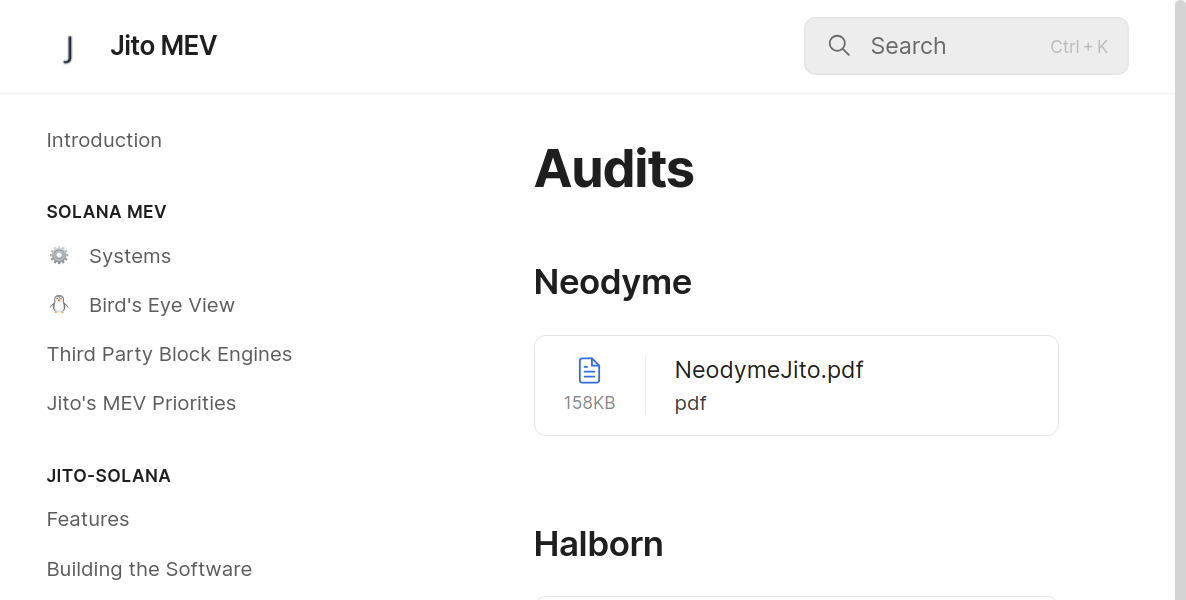 J Jito MEV
Search Ctrl + K
Introduction
SOLANA MEV
Systems
Bird's Eye View
Third Party Block Engines
Jito's MEV Priorities
JITO-SOLANA
Features
Building the Software
Audits
Neodyme
158KB
NeodymeJito.pdf
pdf
Halborn